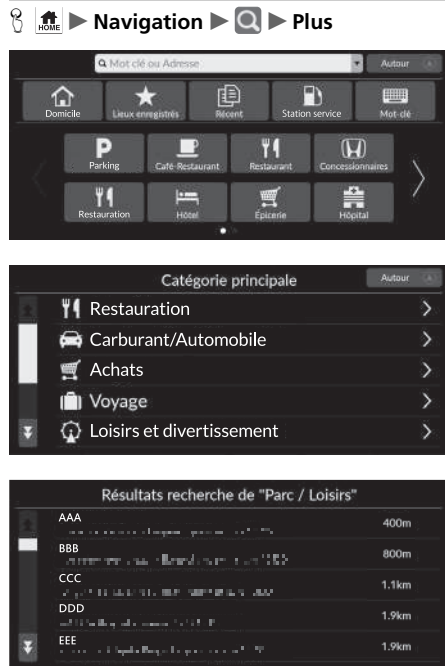 HOME Navigation Plus
Mot clé ou Adresse Autour
Domicile Lieux enregistrés Récent Station service Mot-clé
Parking Café-Restaurant Restaurant Concessionnaires
Restauration Hôtel Épicerie Hôpital
Catégorie principale Autour
Restauration
Carburant/Automobile
Achats
Voyage
Loisirs et divertissement
Résultats recherche de "Parc / Loisirs"
AAA 400m
BBB 800m
CCC 1.1km
DDD 1.9km
EEE 1.9km